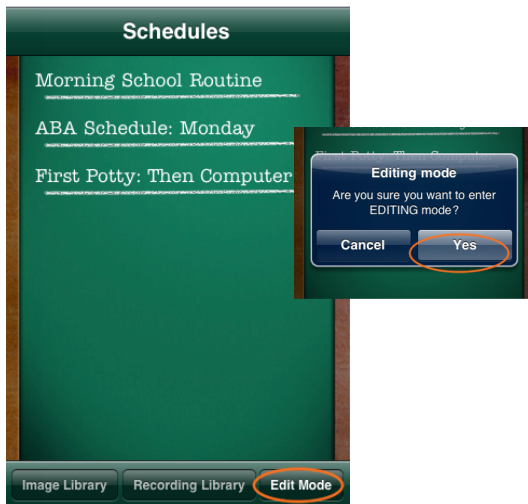 Schedules
Morning School Routine
ABA Schedule: Monday
First Potty: Then Computer
Editing mode
Are you sure you want to enter
EDITING mode?
Cancel
Yes
Image Library
Recording Library
Edit Mode